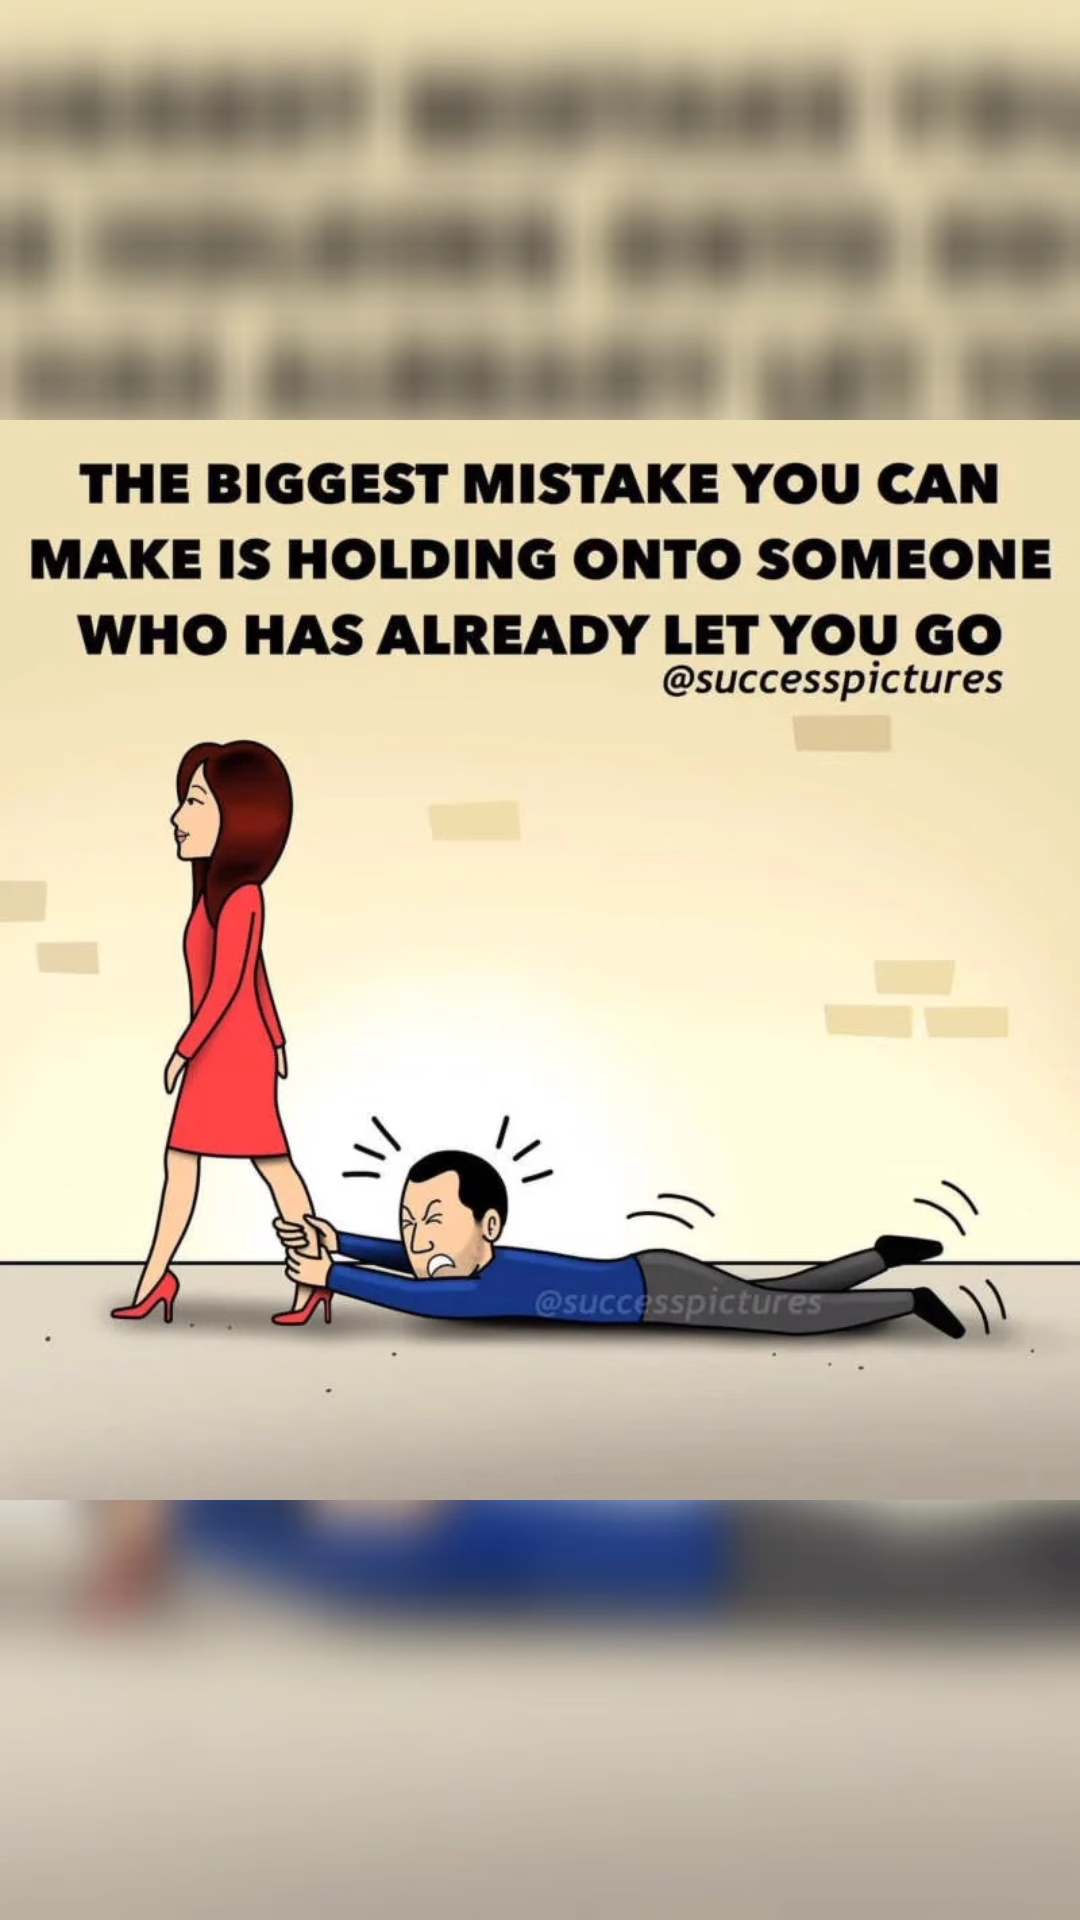 THE BIGGEST MISTAKE YOU CAN
MAKE IS HOLDING ONTO SOMEONE
WHO HAS ALREADY LET YOU GO
@successpictures
@successpictures